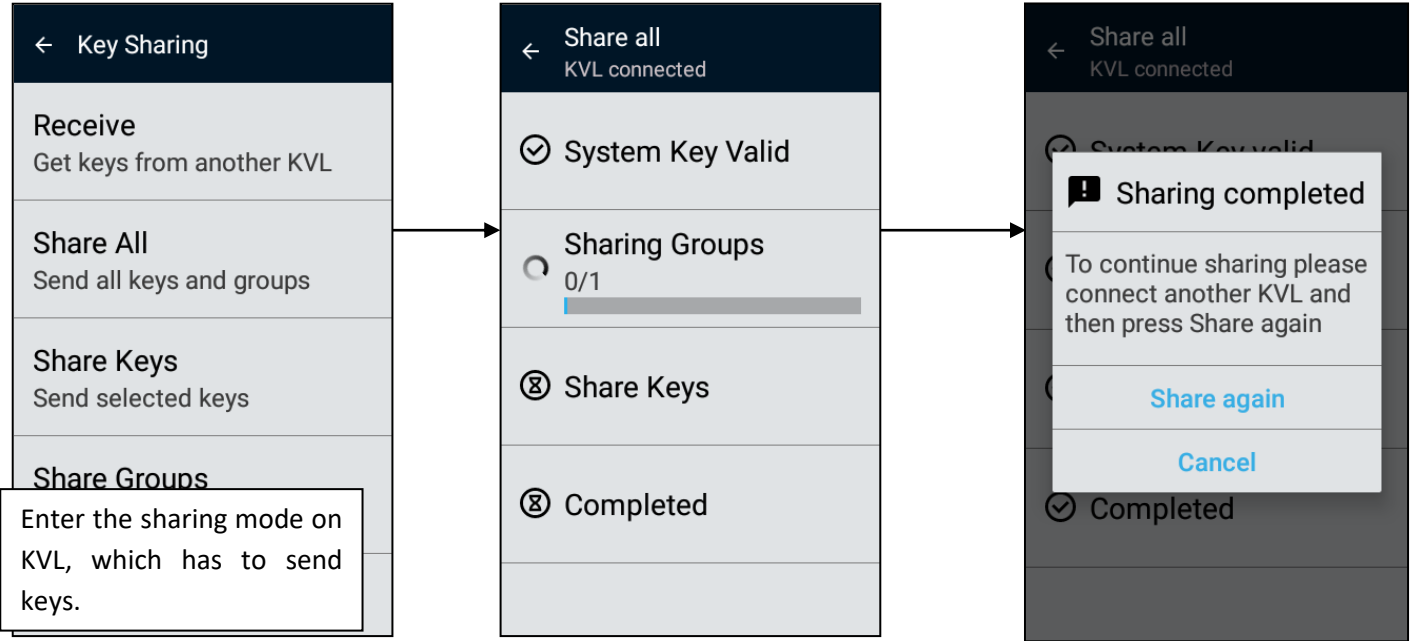 Key Sharing
Receive
Get keys from another KVL
Share All
Send all keys and groups
Share Keys
Send selected keys
Share Groups
Enter the sharing mode on
KVL, which has to send
keys.
Share all
KVL connected
System Key Valid
Sharing Groups
0/1
Share Keys
Completed
Share all
KVL connected
System Key valid
Sharing completed
To continue sharing please
connect another KVL and
then press Share again
Share again
Cancel
Completed